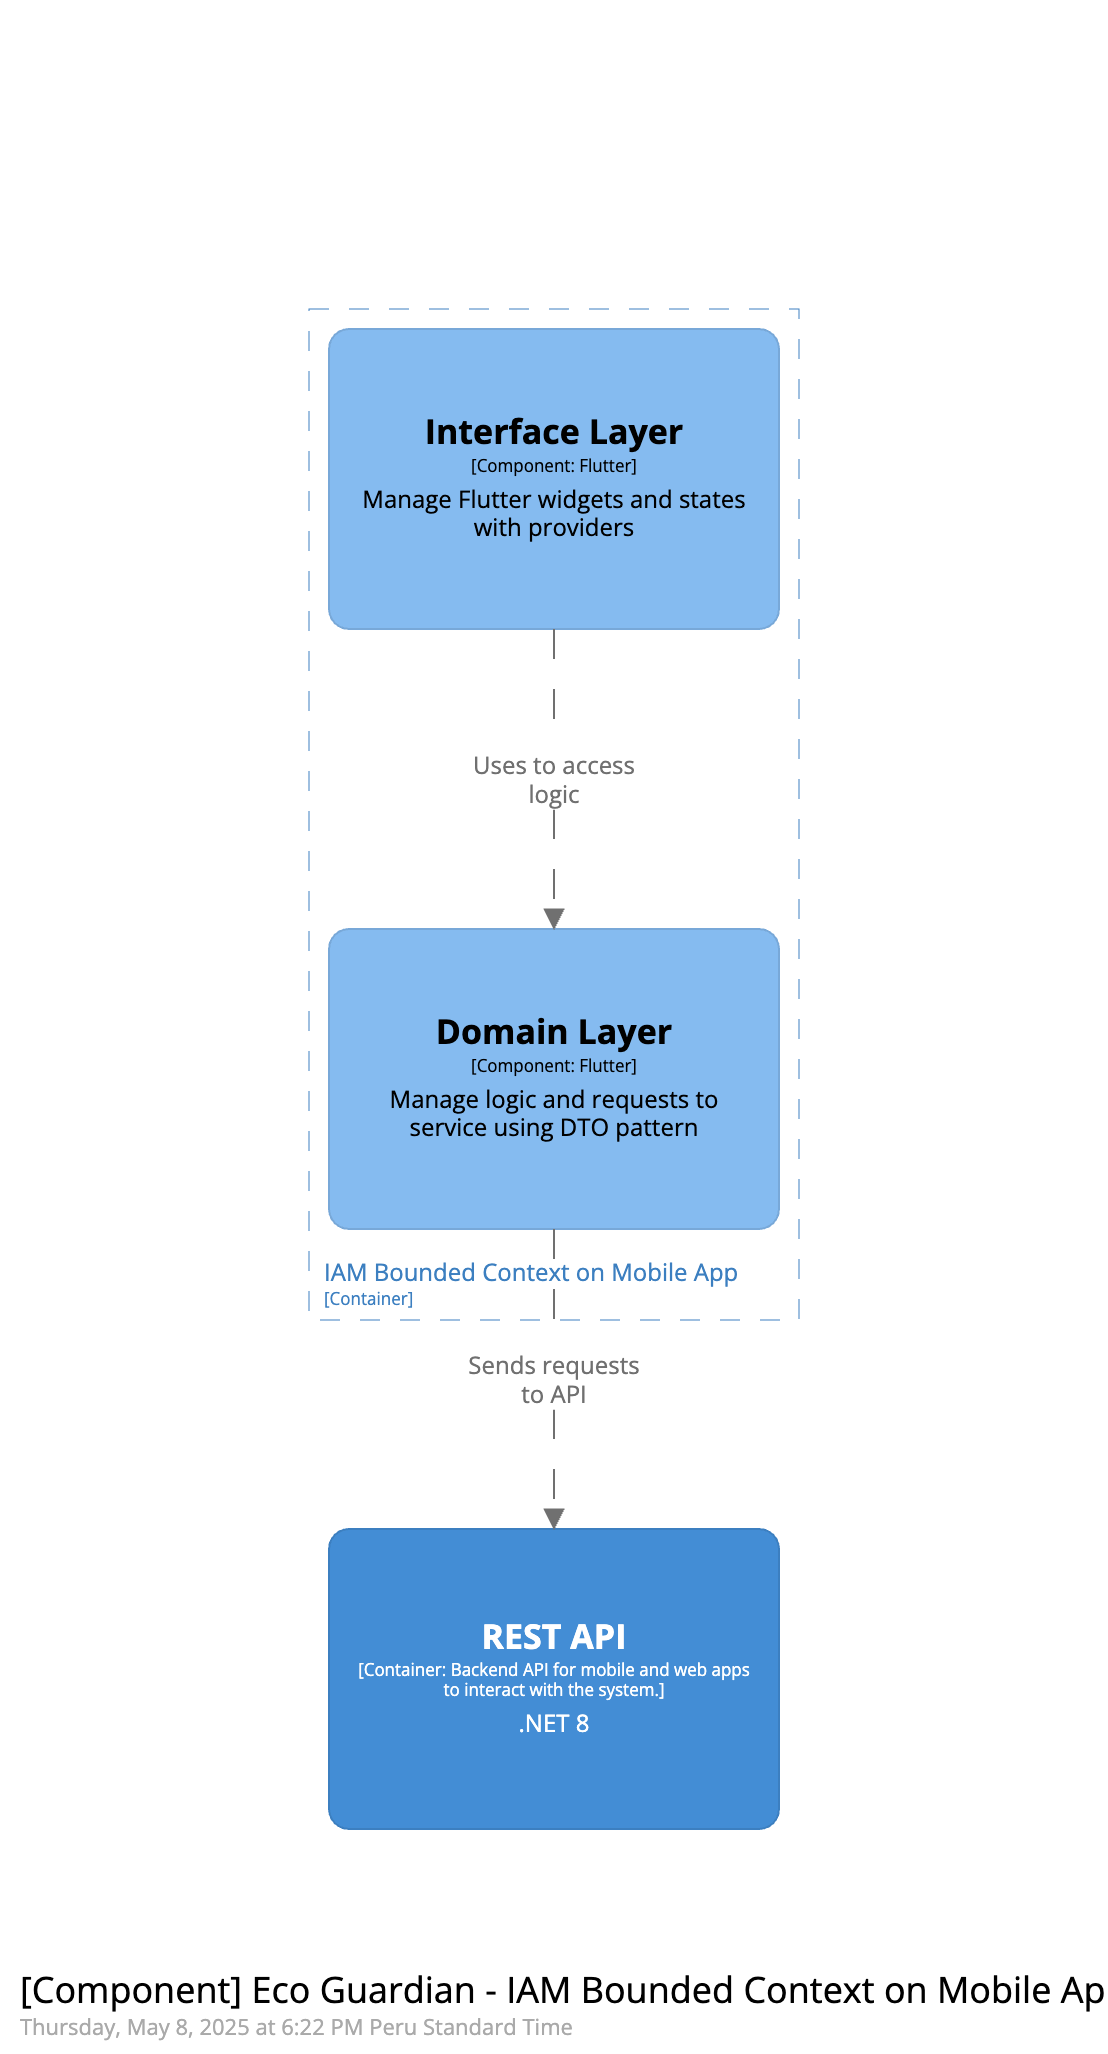 Interface Layer
[Component: Flutter]
Manage Flutter widgets and states
with providers
Uses to access
logic
Domain Layer
[Component: Flutter]
Manage logic and requests to
service using DTO pattern
IAM Bounded Context on Mobile App
[Container]
Sends requests
to API
REST API
[Container: Backend API for mobile and web apps
to interact with the system.]
.NET 8
[Component] Eco Guardian - IAM Bounded Context on Mobile Ap
Thursday, May 8, 2025 at 6:22 PM Peru Standard Time